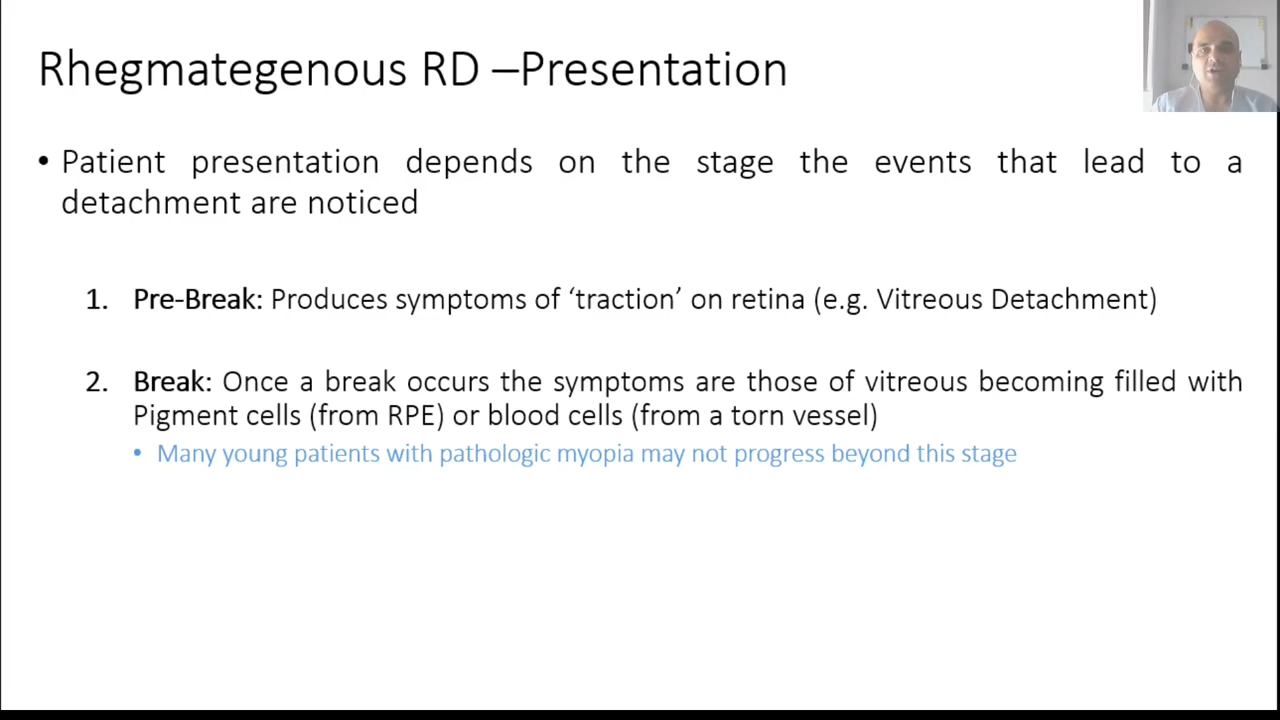 Rhegmategenous RD –Presentation
• Patient presentation depends on the stage the events that lead to a
detachment are noticed
1. Pre-Break: Produces symptoms of ‘traction’ on retina (e.g. Vitreous Detachment)
2. Break: Once a break occurs the symptoms are those of vitreous becoming filled with
Pigment cells (from RPE) or blood cells (from a torn vessel)
• Many young patients with pathologic myopia may not progress beyond this stage